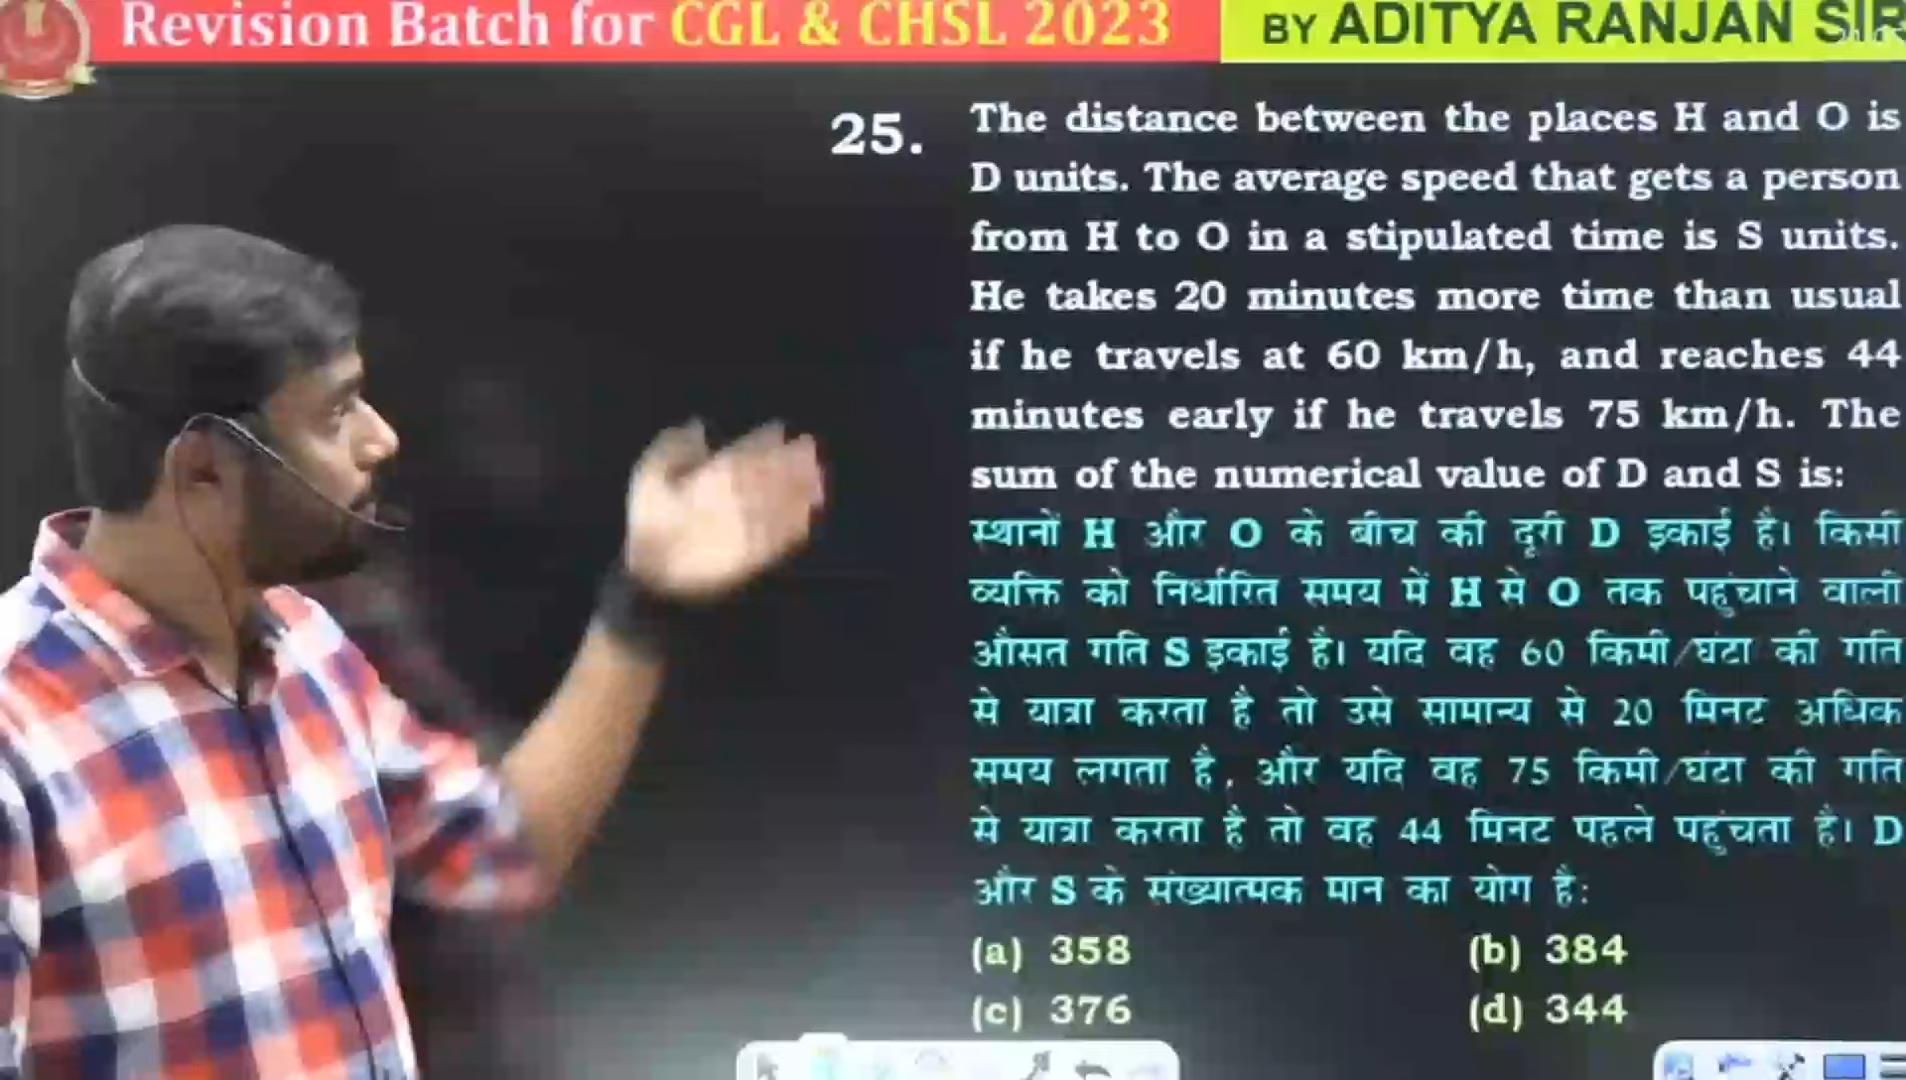 Revision Batch for CGL & CHSL 2023
BY ADITYA RANJAN SIR
25.
The distance between the places H and O is
D units. The average speed that gets a person
from H to O in a stipulated time is S units.
He takes 20 minutes more time than usual
if he travels at 60 km/h, and reaches 44
minutes early if he travels 75 km/h. The
sum of the numerical value of D and S is:
स्थानों H और O के बीच की दूरी D इकाई है। किसी
व्यक्ति को निर्धारित समय में H से O तक पहुंचाने वाली
औसत गति S इकाई है। यदि वह 60 किमी/घंटा की गति
से यात्रा करता है तो उसे सामान्य से 20 मिनट अधिक
समय लगता है, और यदि वह 75 किमी/घंटा की गति
से यात्रा करता है तो वह 44 मिनट पहले पहुंचता है। D
और S के संख्यात्मक मान का योग है:
(a) 358 (b) 384
(c) 376 (d) 344